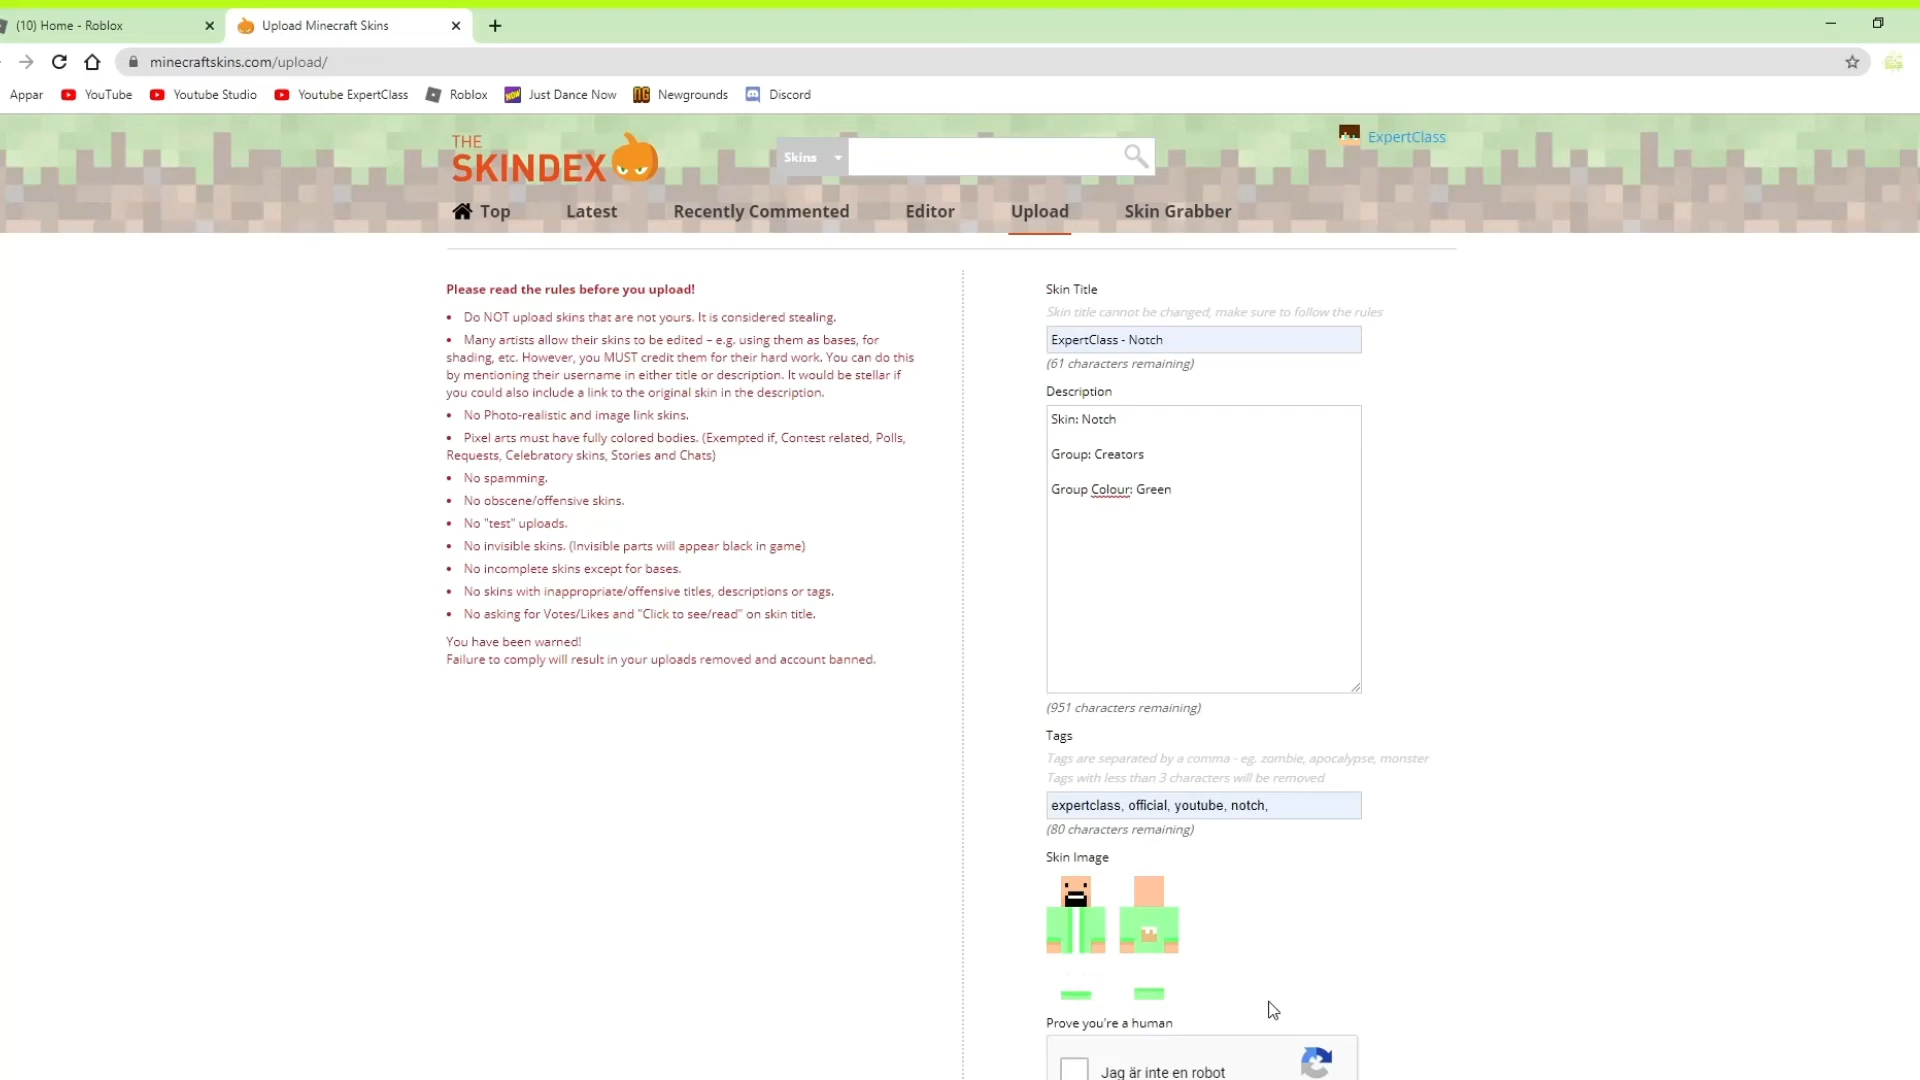 (10) Home - Roblox
Upload Minecraft Skins
minecraftskins.com/upload/
Appar
YouTube
Youtube Studio
Youtube ExpertClass
Roblox
Just Dance Now
Newgrounds
Discord
THE
SKINDEX
Skins
ExpertClass
Top
Latest
Recently Commented
Editor
Upload
Skin Grabber
Please read the rules before you upload!
• Do NOT upload skins that are not yours. It is considered stealing.
• Many artists allow their skins to be edited – e.g. using them as bases, for
shading, etc. However, you MUST credit them for their hard work. You can do this
by mentioning their username in either title or description. It would be stellar if
you could also include a link to the original skin in the description.
• No Photo-realistic and image link skins.
• Pixel arts must have fully colored bodies. (Exempted if, Contest related, Polls,
Requests, Celebratory skins, Stories and Chats)
• No spamming.
• No obscene/offensive skins.
• No "test" uploads.
• No invisible skins. (Invisible parts will appear black in game)
• No incomplete skins except for bases.
• No skins with inappropriate/offensive titles, descriptions or tags.
• No asking for Votes/Likes and "Click to see/read" on skin title.
You have been warned!
Failure to comply will result in your uploads removed and account banned.
Skin Title
Skin title cannot be changed, make sure to follow the rules
ExpertClass - Notch
(61 characters remaining)
Description
Skin: Notch
Group: Creators
Group Colour: Green
(951 characters remaining)
Tags
Tags are separated by a comma - eg. zombie, apocalypse, monster
Tags with less than 3 characters will be removed
expertclass, official, youtube, notch,
(80 characters remaining)
Skin Image
Prove you're a human
Jag är inte en robot